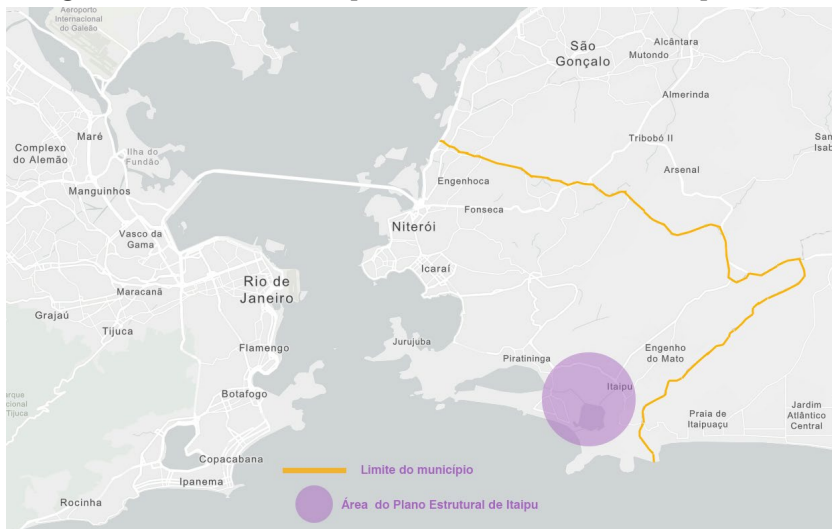 Aeroporto
Internacional
do Galeão
São
Gonçalo
Alcântara
Mutondo
Almerinda
Maré
Complexo
do Alemão
Ilha do
Fundão
Tribobó II
Arsenal
Manguinhos
Engenhoca
Fonseca
Vasco da
Gama
Niterói
Icaraí
Maracanã
Rio de
Janeiro
Grajaú
Tijuca
Flamengo
Jurujuba
Piratininga
Engenho
do Mato
Itaipu
Botafogo
Praia de
Itaipuaçu
Jardim
Atlântico
Central
Tijuca
Copacabana
Ipanema
Rocinha
Limite do município
Área do Plano Estrutural de Itaipu